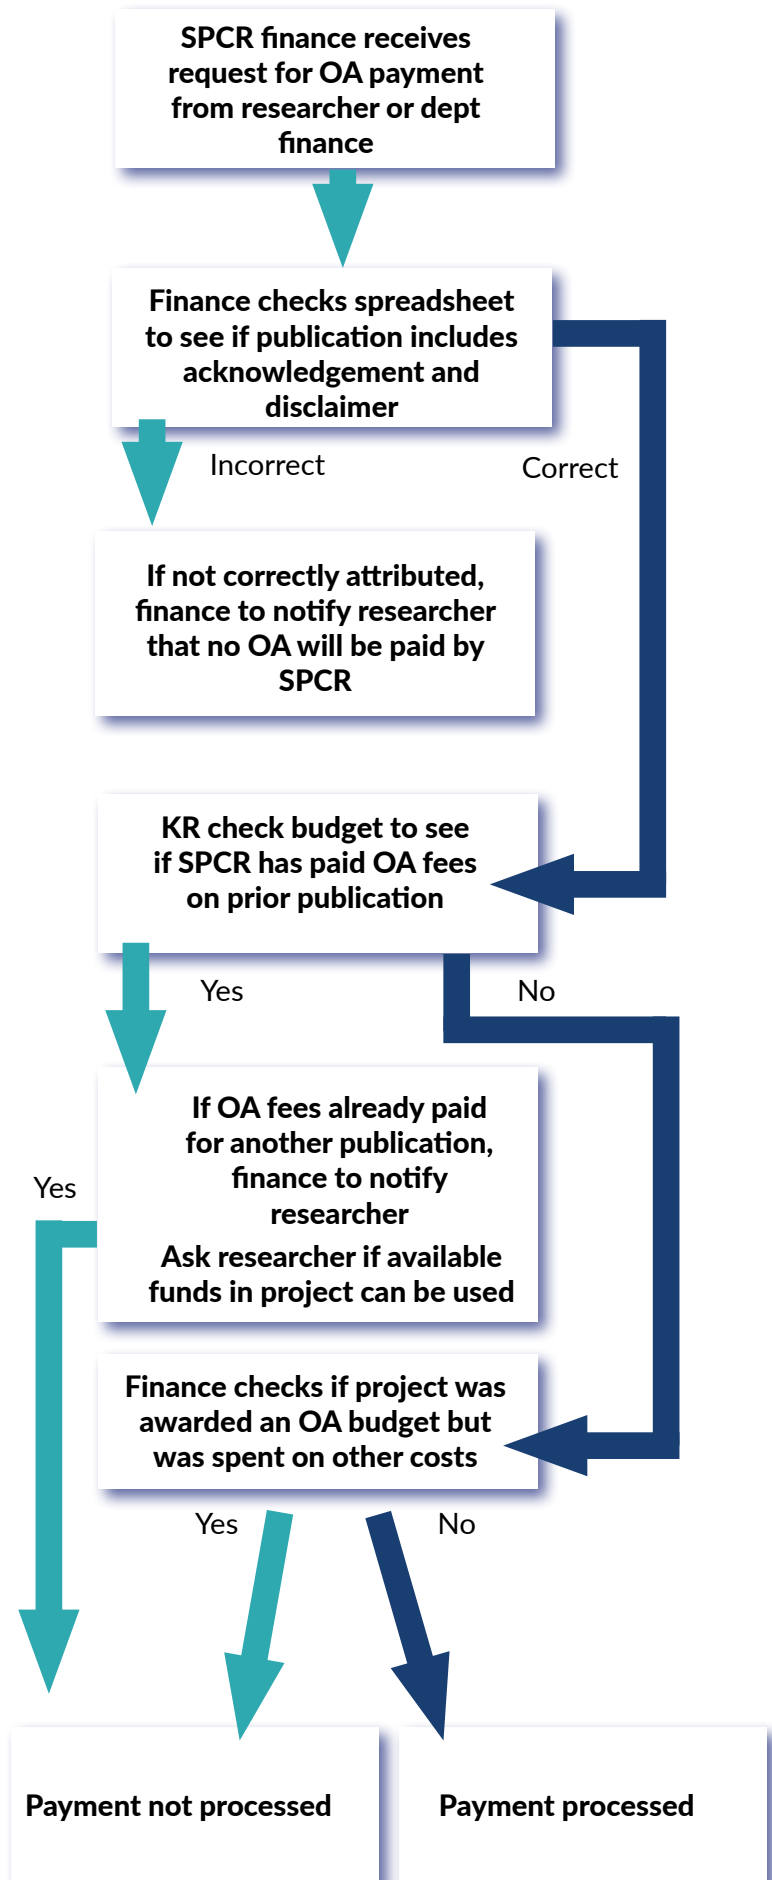 SPCR finance receives
request for OA payment
from researcher or dept
finance
Finance checks spreadsheet
to see if publication includes
acknowledgement and
disclaimer
Incorrect
Correct
If not correctly attributed,
finance to notify researcher
that no OA will be paid by
SPCR
KR check budget to see
if SPCR has paid OA fees
on prior publication
Yes
No
If OA fees already paid
for another publication,
finance to notify
researcher
Yes
Ask researcher if available
funds in project can be used
Finance checks if project was
awarded an OA budget but
was spent on other costs
Yes
No
Payment not processed
Payment processed